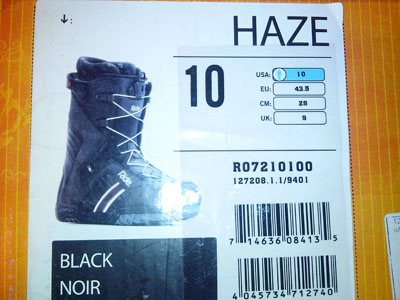 HAZE
10
USA: 10
EU: 43.5
CM: 28
UK: 9
Ride
R07210100
127208.1.1/9401
7 14636 08413 5
4 045734 712740
BLACK
NOIR